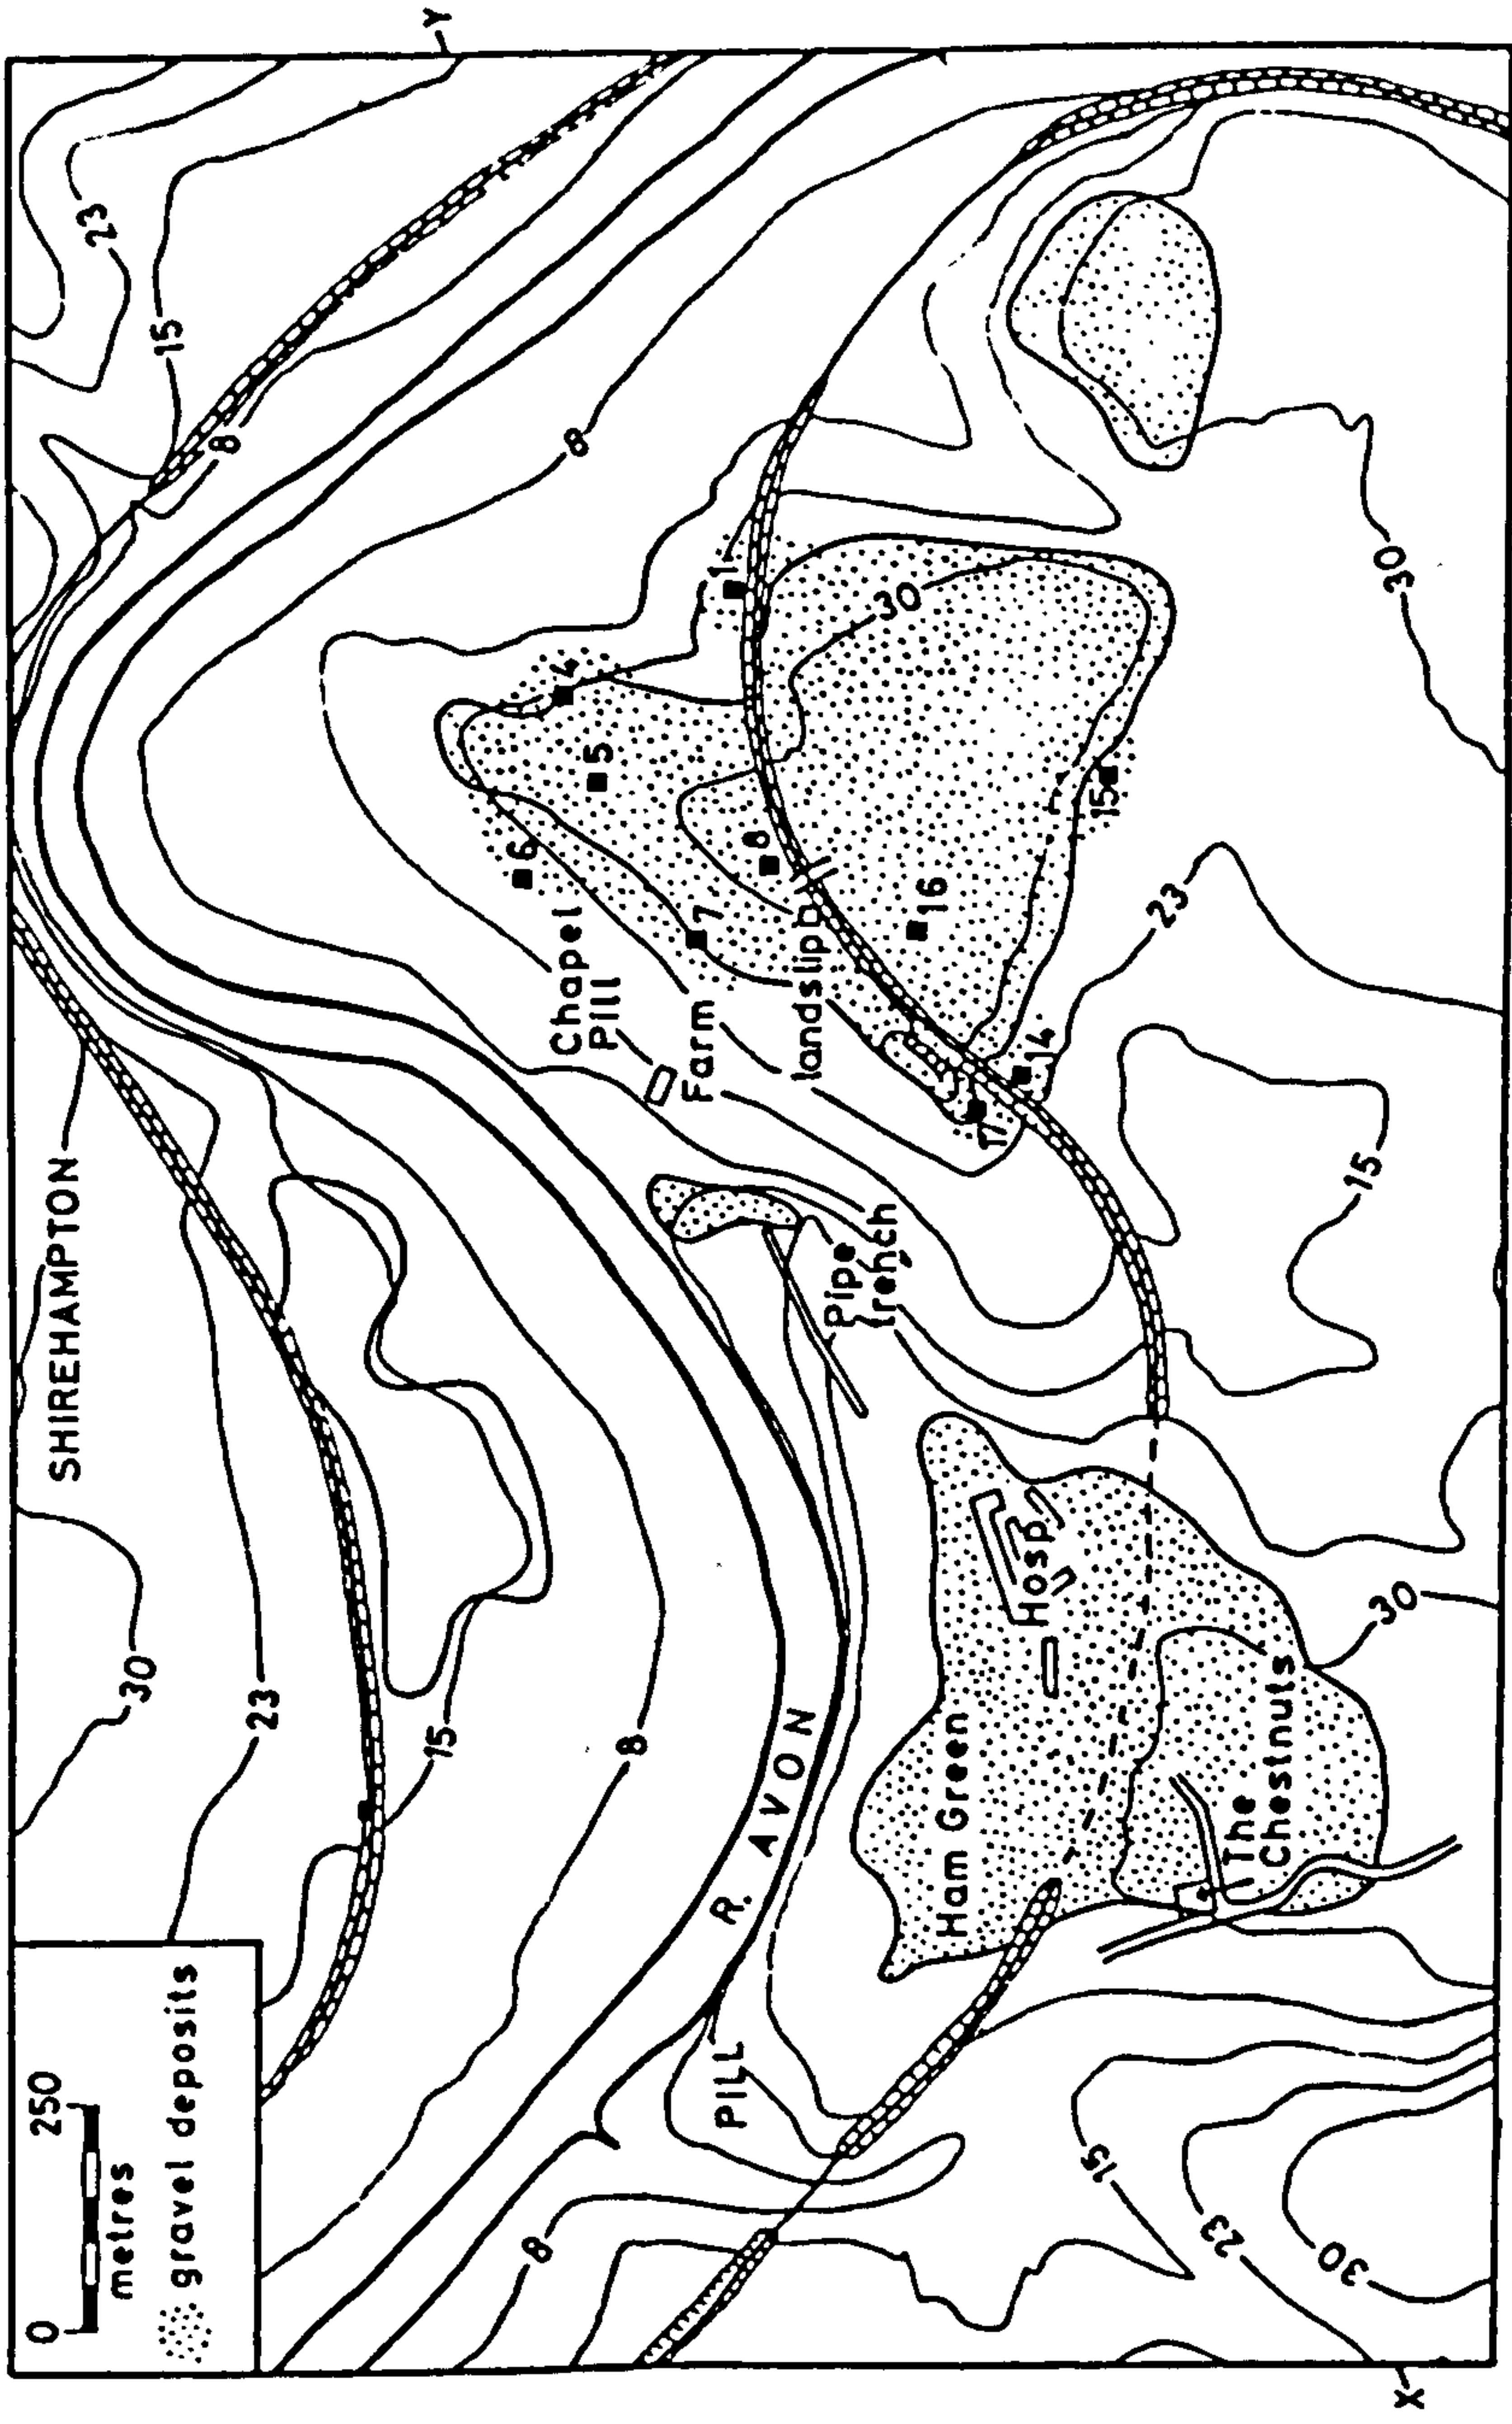 0 250
metres
gravel deposits
SHIREHAMPTON
30
23
15
8
23
15
8
8
R. AVON
PILL
8
Chapel
Pill
Farm
landslip
Pipe
trench
1
4
5
6
7
8
16
15
14
17
30
30
23
15
30
Ham Green
Hosp
The
Chestnuts
15
23
30
X
Y